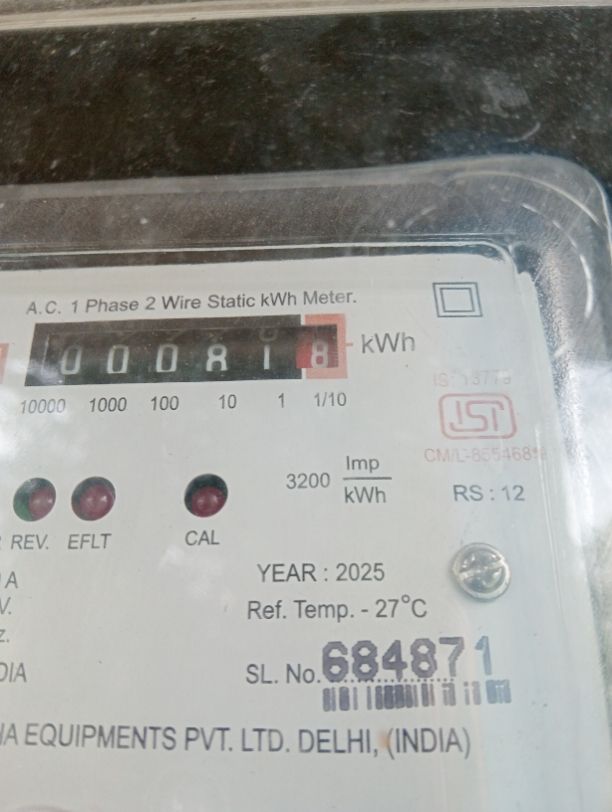 A.C. 1 Phase 2 Wire Static kWh Meter.
0 0 0 8 1 8 kWh
10000 1000 100 10 1 1/10
ISI
3200 Imp/kWh
RS : 12
REV. EFLT CAL
A
YEAR : 2025
V.
Ref. Temp. - 27°C
z.
SL. No. 684871
EQUIPMENTS PVT. LTD. DELHI, (INDIA)